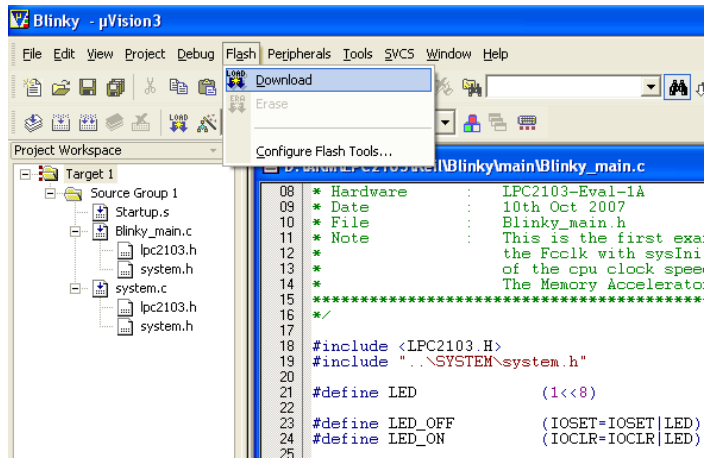 Blinky - µVision3
File Edit View Project Debug Flash Peripherals Tools SVCS Window Help
LOAD Download
ERA Erase
LOAD
Configure Flash Tools...
Project Workspace
\Blinky\main\Blinky_main.c
Target 1
Source Group 1
Startup.s
Blinky_main.c
lpc2103.h
system.h
system.c
lpc2103.h
system.h
08 * Hardware : LPC2103-Eval-1A
09 * Date : 10th Oct 2007
10 * File : Blinky_main.h
11 * Note : This is the first exa
12 * the Fcclk with sysIni
13 * of the cpu clock spee
14 * The Memory Accelerato
15 *************************************************
16 */
17
18 #include <LPC2103.H>
19 #include "..\SYSTEM\system.h"
20
21 #define LED (1<<8)
22
23 #define LED_OFF (IOSET=IOSET|LED)
24 #define LED_ON (IOCLR=IOCLR|LED)
25